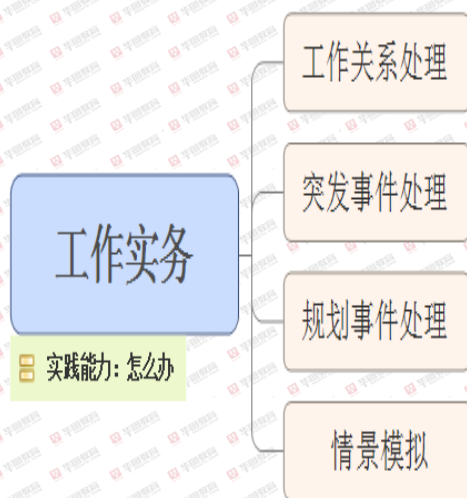 工作关系处理
突发事件处理
工作实务
规划事件处理
实践能力：怎么办
情景模拟